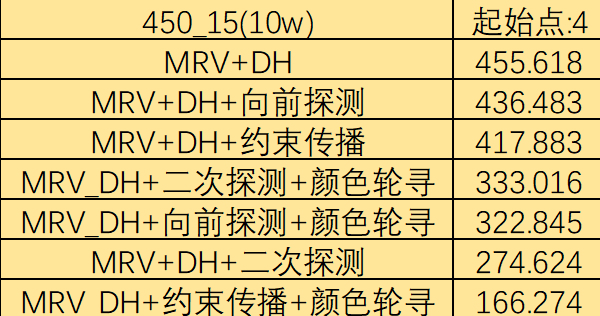 450_15(10w) 起始点:4
MRV+DH 455.618
MRV+DH+向前探测 436.483
MRV+DH+约束传播 417.883
MRV_DH+二次探测+颜色轮寻 333.016
MRV_DH+向前探测+颜色轮寻 322.845
MRV+DH+二次探测 274.624
MRV_DH+约束传播+颜色轮寻 166.274